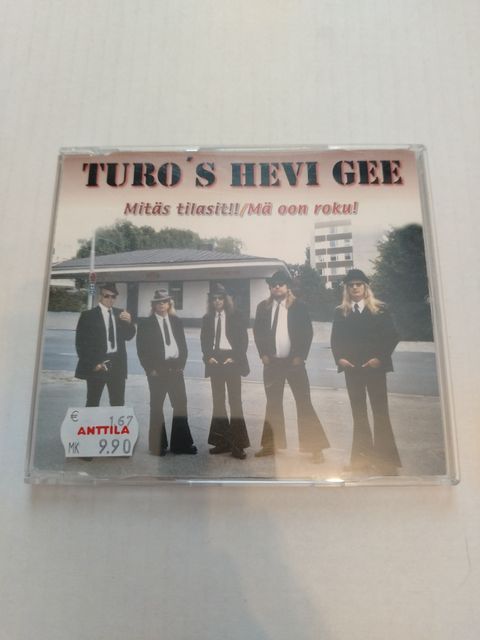 TURO´S HEVI GEE
Mitäs tilasit!!/Mä oon roku!
€ 1.67
ANTTILA
MK 9.90